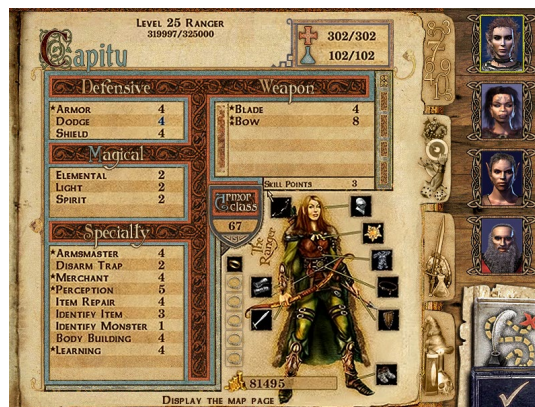 Level 25 Ranger
319997/325000
Capitu
302/302
102/102
Defensive
*Armor 4
Dodge 4
Shield 4
Magical
Elemental 2
Light 2
Spirit 2
Specialty
*Armsmaster 4
Disarm Trap 2
*Merchant 4
*Perception 5
Item Repair 4
Identify Item 3
Identify Monster 1
Body Building 4
*Learning 4
Weapon
*Blade 4
*Bow 8
Skill Points 3
Armor
class
67
The Ranger
81495
Display the map page